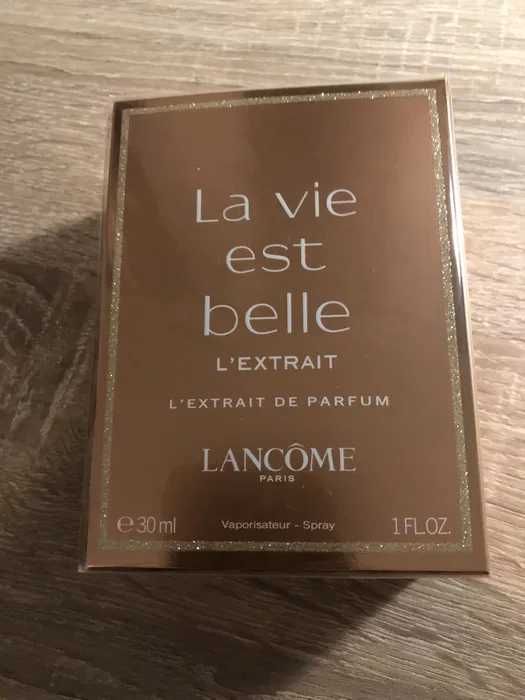 La vie
est
belle
L'EXTRAIT
L'EXTRAIT DE PARFUM
LANCÔME
PARIS
℮30 ml Vaporisateur - Spray 1 FL.OZ.